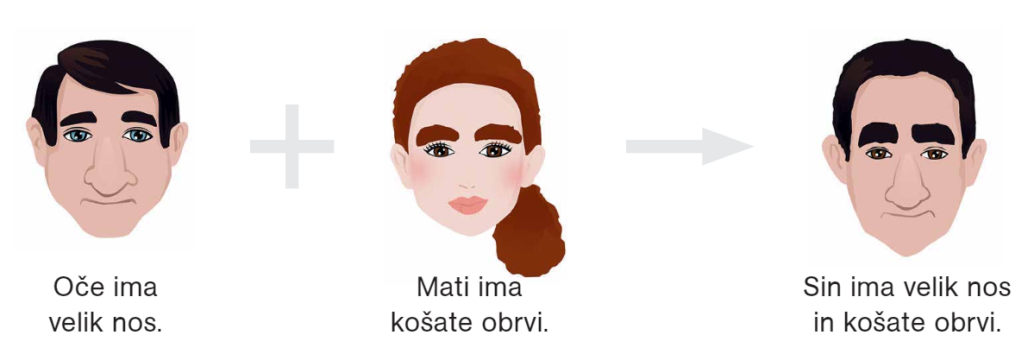 Oče ima
velik nos.
Mati ima
košate obrvi.
Sin ima velik nos
in košate obrvi.